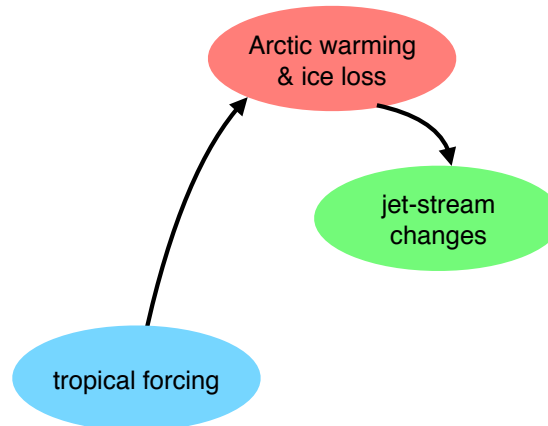 Arctic warming
& ice loss
jet-stream
changes
tropical forcing